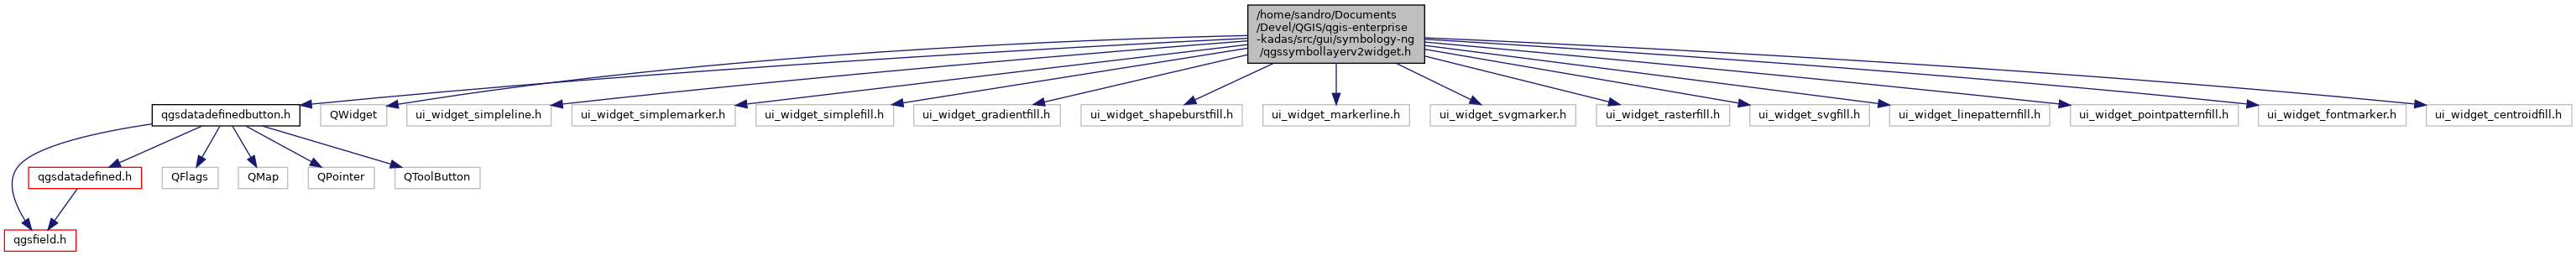 /home/sandro/Documents
/Devel/QGIS/qgis-enterprise
-kadas/src/gui/symbology-ng
/qgssymbollayerv2widget.h
qgsdatadefinedbutton.h
QWidget
ui_widget_simpleline.h
ui_widget_simplemarker.h
ui_widget_simplefill.h
ui_widget_gradientfill.h
ui_widget_shapeburstfill.h
ui_widget_markerline.h
ui_widget_svgmarker.h
ui_widget_rasterfill.h
ui_widget_svgfill.h
ui_widget_linepatternfill.h
ui_widget_pointpatternfill.h
ui_widget_fontmarker.h
ui_widget_centroidfill.h
qgsdatadefined.h
QFlags
QMap
QPointer
QToolButton
qgsfield.h